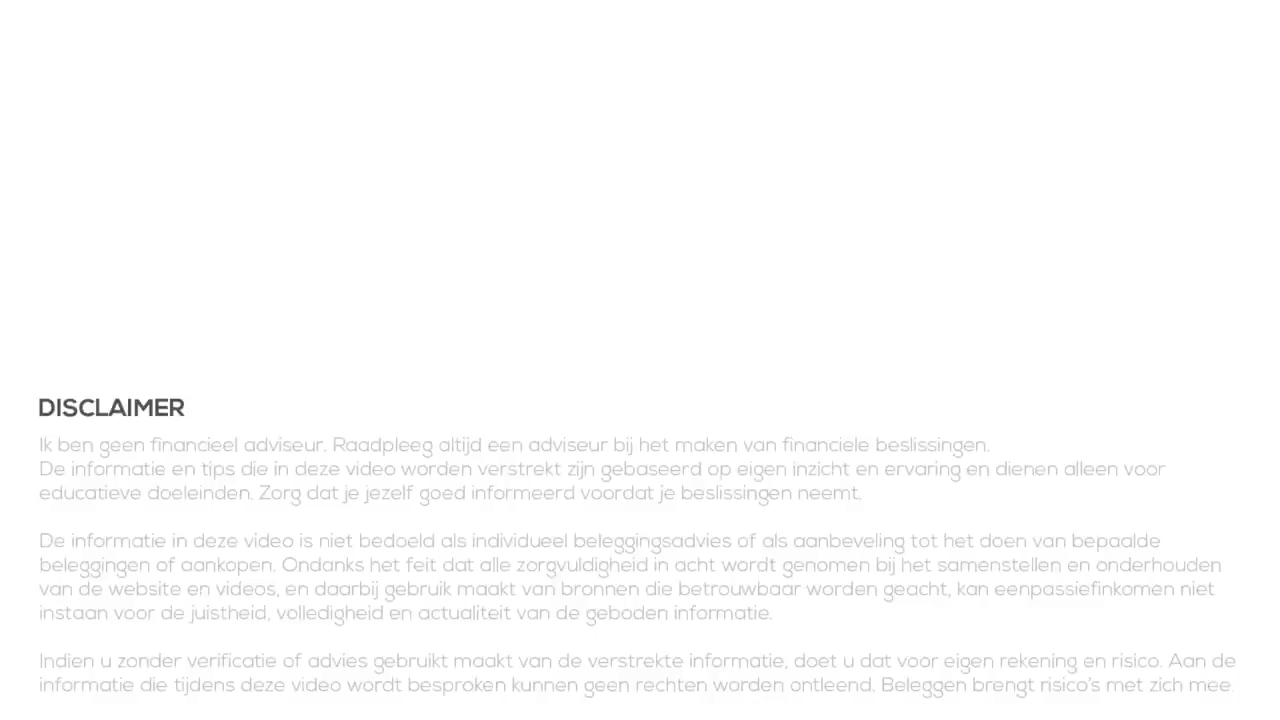 DISCLAIMER
Ik ben geen financieel adviseur. Raadpleeg altijd een adviseur bij het maken van financiele beslissingen.
De informatie en tips die in deze video worden verstrekt zijn gebaseerd op eigen inzicht en ervaring en dienen alleen voor
educatieve doeleinden. Zorg dat je jezelf goed informeerd voordat je beslissingen neemt.
De informatie in deze video is niet bedoeld als individueel beleggingsadvies of als aanbeveling tot het doen van bepaalde
beleggingen of aankopen. Ondanks het feit dat alle zorgvuldigheid in acht wordt genomen bij het samenstellen en onderhouden
van de website en videos, en daarbij gebruik maakt van bronnen die betrouwbaar worden geacht, kan eenpassiefinkomen niet
instaan voor de juistheid, volledigheid en actualiteit van de geboden informatie.
Indien u zonder verificatie of advies gebruikt maakt van de verstrekte informatie, doet u dat voor eigen rekening en risico. Aan de
informatie die tijdens deze video wordt besproken kunnen geen rechten worden ontleend. Beleggen brengt risico's met zich mee.